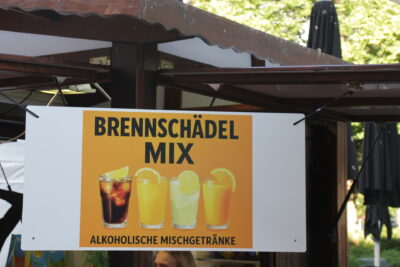 BRENNSCHÄDEL
MIX
ALKOHOLISCHE MISCHGETRÄNKE